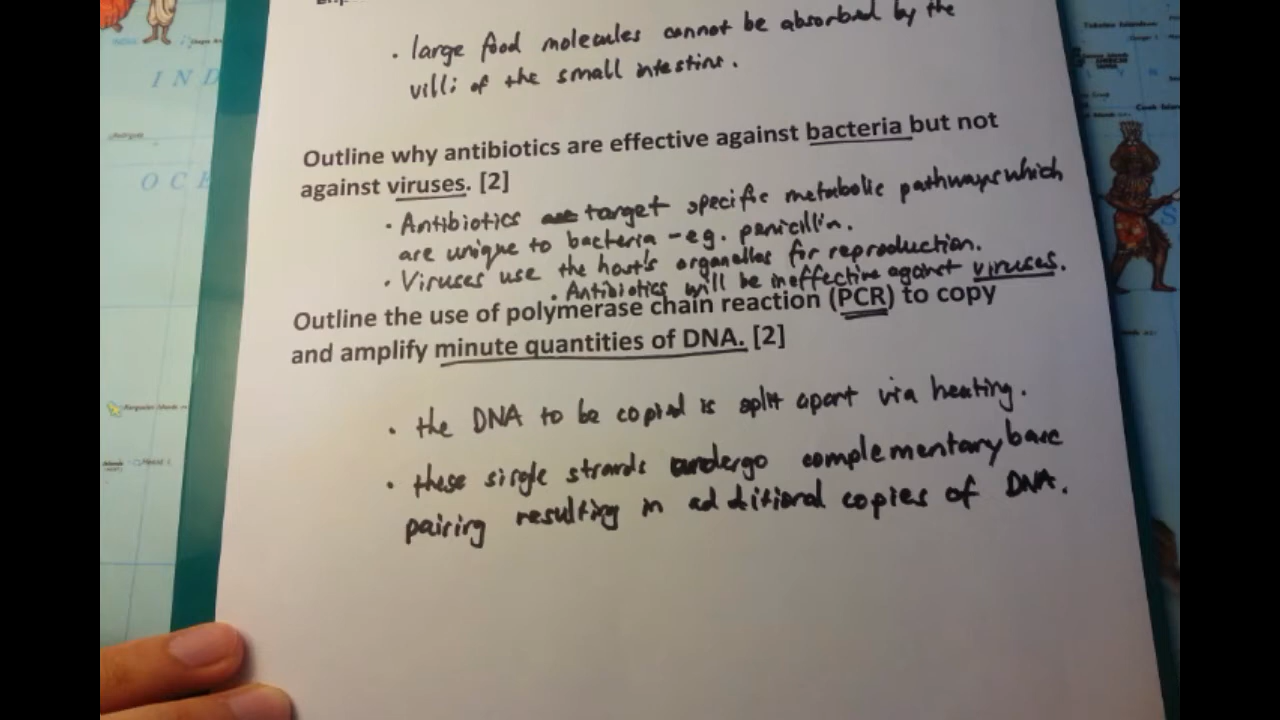 large food molecules cannot be absorbed by the
villi of the small intestine.
Outline why antibiotics are effective against bacteria but not
against viruses. [2]
• Antibiotics target specific metabolic pathways which
are unique to bacteria - eg. penicillin.
• Viruses use the host's organelles for reproduction.
• Antibiotics will be ineffective against viruses.
Outline the use of polymerase chain reaction (PCR) to copy
and amplify minute quantities of DNA. [2]
• the DNA to be copied is split apart via heating.
• these single strands undergo complementary base
pairing resulting in additional copies of DNA.
IND
OCE